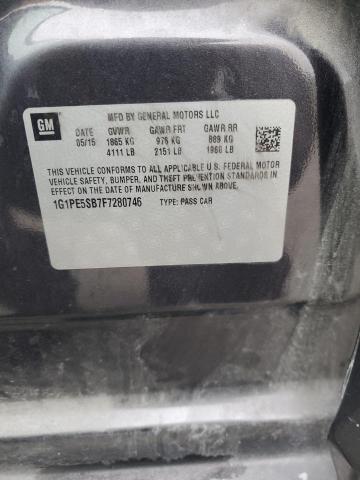 GM
MFD BY GENERAL MOTORS LLC
05/15 GVWR GAWR FRT GAWR RR
1865 KG 976 KG 889 KG
4111 LB 2151 LB 1960 LB
THIS VEHICLE CONFORMS TO ALL APPLICABLE U.S. FEDERAL MOTOR
VEHICLE SAFETY, BUMPER, AND THEFT PREVENTION STANDARDS IN
EFFECT ON THE DATE OF MANUFACTURE SHOWN ABOVE.
1G1PE5SB7F7280746 TYPE: PASS CAR